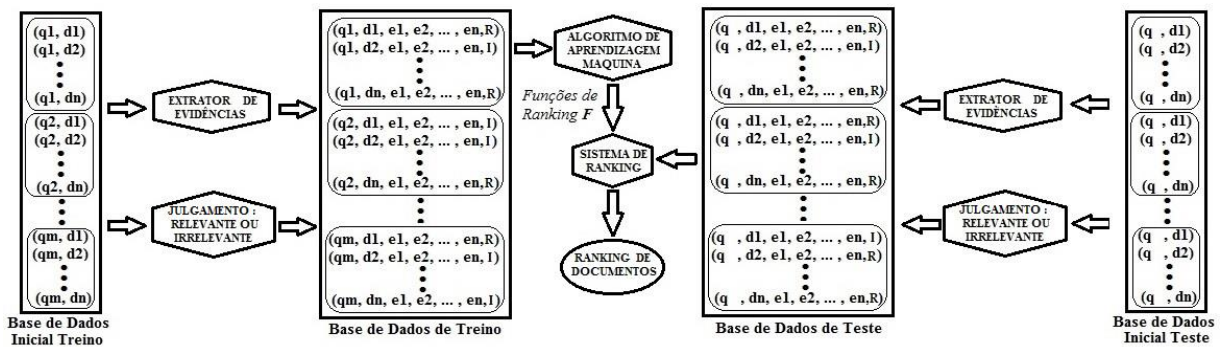 (q1, d1)
(q1, d2)
(q1, dn)
(q2, d1)
(q2, d2)
(q2, dn)
(qm, d1)
(qm, d2)
(qm, dn)
Base de Dados
Inicial Treino
EXTRATOR DE
EVIDÊNCIAS
JULGAMENTO :
RELEVANTE OU
IRRELEVANTE
(q1, d1, e1, e2, ... , en,R)
(q1, d2, e1, e2, ... , en,I)
(q1, dn, e1, e2, ... , en,R)
(q2, d1, e1, e2, ... , en,I)
(q2, d2, e1, e2, ... , en,I)
(q2, dn, e1, e2, ... , en,R)
(qm, d1, e1, e2, ... , en,R)
(qm, d2, e1, e2, ... , en,I)
(qm, dn, e1, e2, ... , en,I)
Base de Dados de Treino
ALGORITMO DE
APRENDIZAGEM
MAQUINA
Funções de
Ranking F
SISTEMA DE
RANKING
RANKING DE
DOCUMENTOS
(q , d1, e1, e2, ... , en,R)
(q , d2, e1, e2, ... , en,I)
(q , dn, e1, e2, ... , en,R)
(q , d1, e1, e2, ... , en,R)
(q , d2, e1, e2, ... , en,I)
(q , dn, e1, e2, ... , en,R)
(q , d1, e1, e2, ... , en,I)
(q , d2, e1, e2, ... , en,R)
(q , dn, e1, e2, ... , en,R)
Base de Dados de Teste
EXTRATOR DE
EVIDÊNCIAS
JULGAMENTO :
RELEVANTE OU
IRRELEVANTE
(q , d1)
(q , d2)
(q , dn)
(q , d1)
(q , d2)
(q , dn)
(q , d1)
(q , d2)
(q , dn)
Base de Dados
Inicial Teste